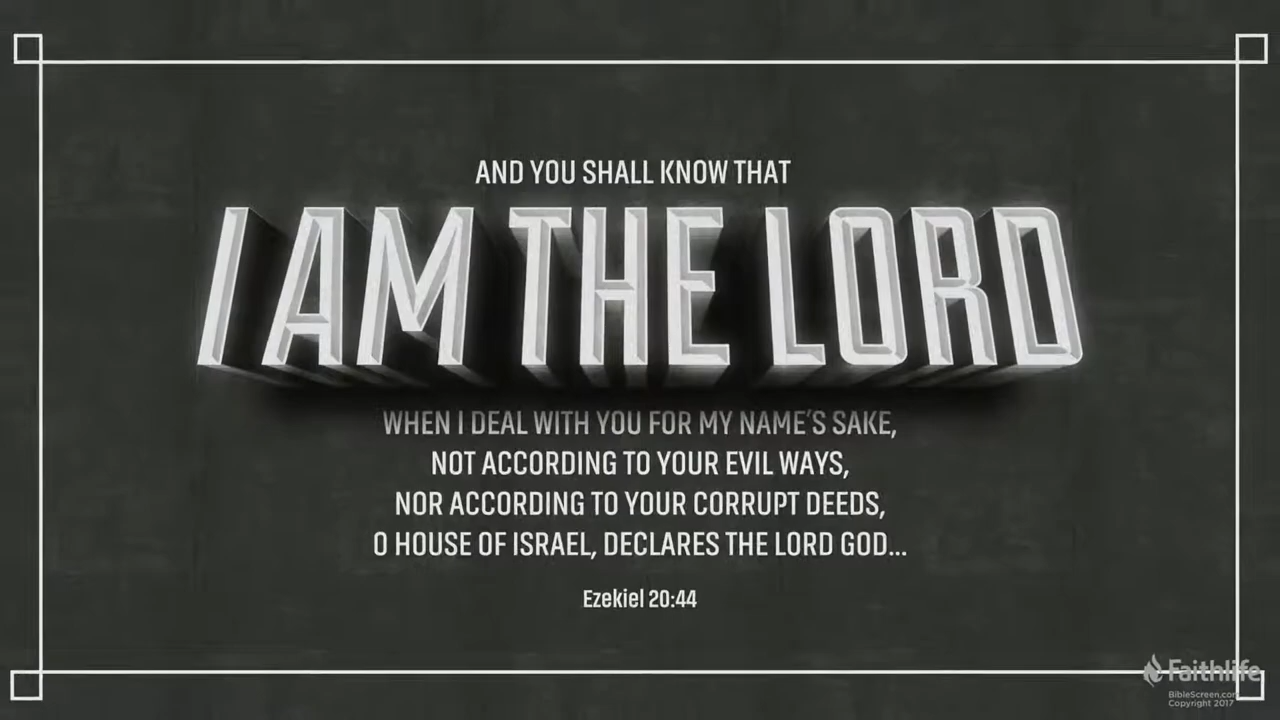 AND YOU SHALL KNOW THAT
I AM THE LORD
WHEN I DEAL WITH YOU FOR MY NAME'S SAKE,
NOT ACCORDING TO YOUR EVIL WAYS,
NOR ACCORDING TO YOUR CORRUPT DEEDS,
O HOUSE OF ISRAEL, DECLARES THE LORD GOD...
Ezekiel 20:44
Faithlife
BibleScreen.com
Copyright 2017